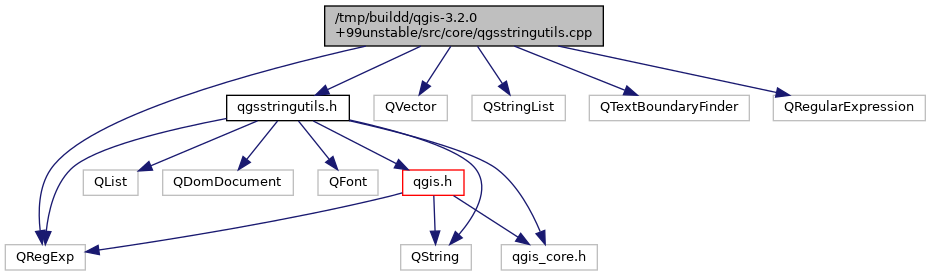 /tmp/buildd/qgis-3.2.0
+99unstable/src/core/qgsstringutils.cpp
qgsstringutils.h
QVector
QStringList
QTextBoundaryFinder
QRegularExpression
QList
QDomDocument
QFont
qgis.h
QRegExp
QString
qgis_core.h